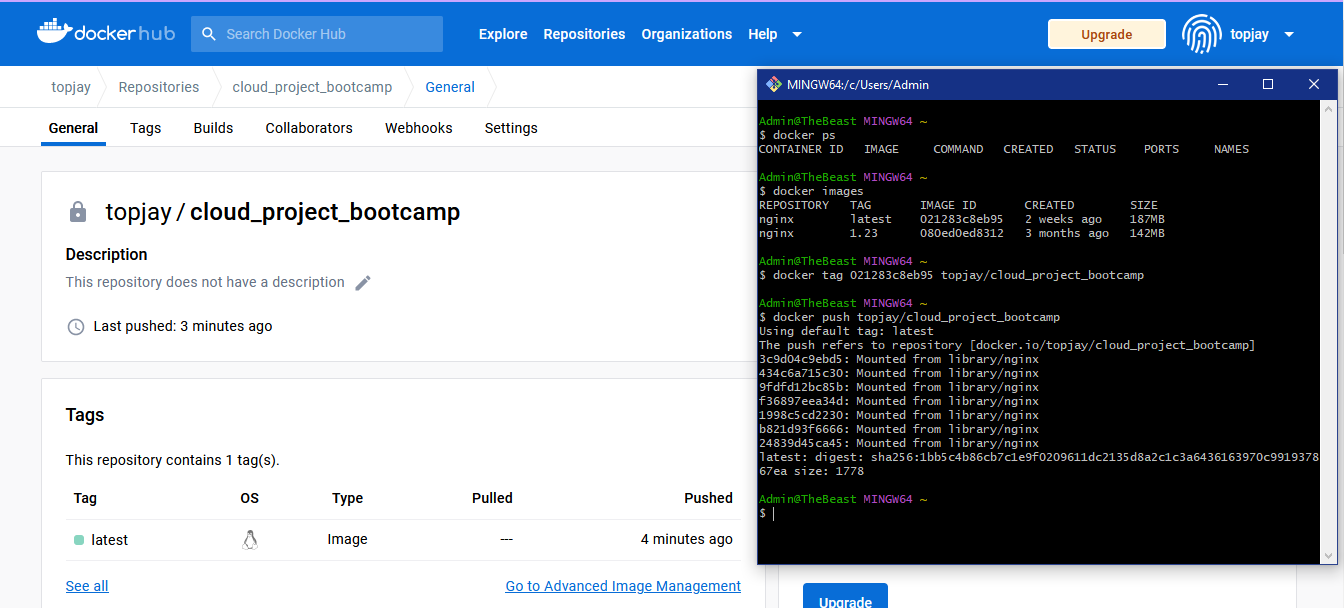 dockerhub
Search Docker Hub
Explore Repositories Organizations Help
Upgrade
topjay
topjay Repositories cloud_project_bootcamp General
General Tags Builds Collaborators Webhooks Settings
topjay / cloud_project_bootcamp
Description
This repository does not have a description
Last pushed: 3 minutes ago
Tags
This repository contains 1 tag(s).
Tag OS Type Pulled Pushed
latest Image --- 4 minutes ago
See all Go to Advanced Image Management
Upgrade
MINGW64:/c/Users/Admin
Admin@TheBeast MINGW64 ~
$ docker ps
CONTAINER ID IMAGE COMMAND CREATED STATUS PORTS NAMES
Admin@TheBeast MINGW64 ~
$ docker images
REPOSITORY TAG IMAGE ID CREATED SIZE
nginx latest 021283c8eb95 2 weeks ago 187MB
nginx 1.23 080ed0ed8312 3 months ago 142MB
Admin@TheBeast MINGW64 ~
$ docker tag 021283c8eb95 topjay/cloud_project_bootcamp
Admin@TheBeast MINGW64 ~
$ docker push topjay/cloud_project_bootcamp
Using default tag: latest
The push refers to repository [docker.io/topjay/cloud_project_bootcamp]
3c9d04c9ebd5: Mounted from library/nginx
434c6a715c30: Mounted from library/nginx
9fdfd12bc85b: Mounted from library/nginx
f36897eea34d: Mounted from library/nginx
1998c5cd2230: Mounted from library/nginx
b821d93f6666: Mounted from library/nginx
24839d45ca45: Mounted from library/nginx
latest: digest: sha256:1bb5c4b86cb7c1e9f0209611dc2135d8a2c1c3a6436163970c9919378
67ea size: 1778
Admin@TheBeast MINGW64 ~
$